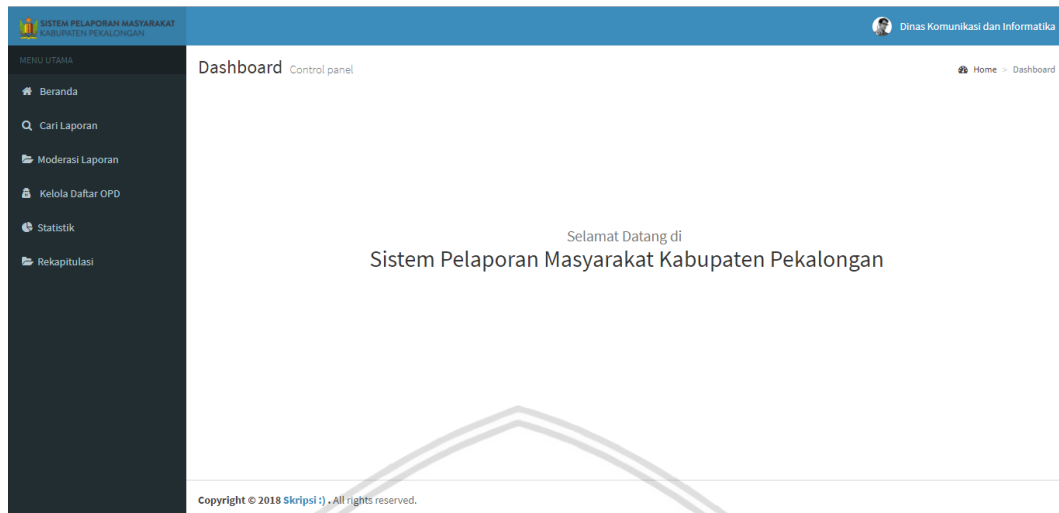 SISTEM PELAPORAN MASYARAKAT
KABUPATEN PEKALONGAN
Dinas Komunikasi dan Informatika
MENU UTAMA
Dashboard Control panel
Home > Dashboard
Beranda
Cari Laporan
Moderasi Laporan
Kelola Daftar OPD
Statistik
Rekapitulasi
Selamat Datang di
Sistem Pelaporan Masyarakat Kabupaten Pekalongan
Copyright © 2018 Skripsi :) . All rights reserved.